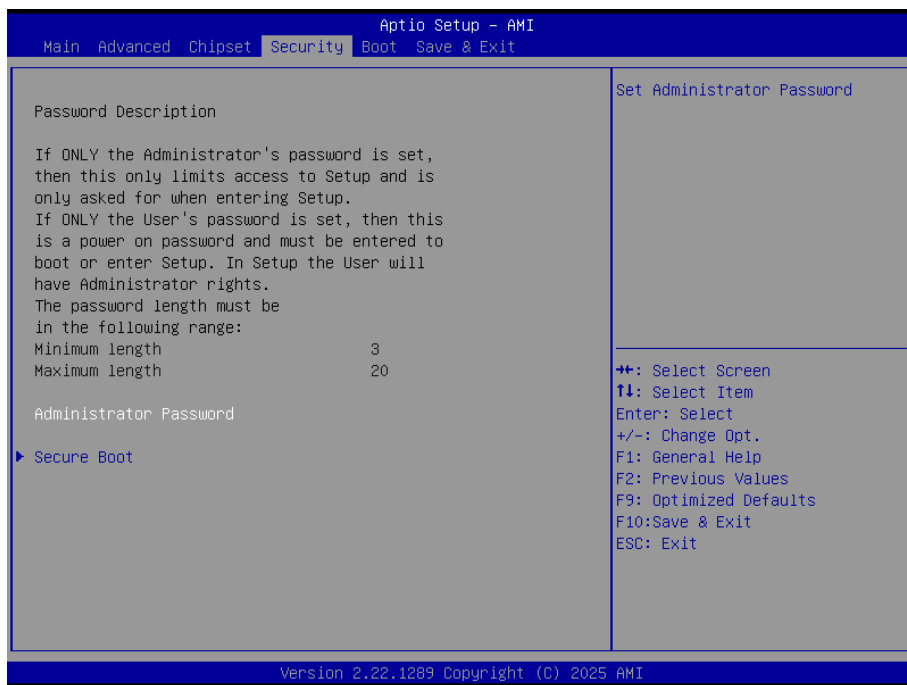 Aptio Setup - AMI
Main Advanced Chipset Security Boot Save & Exit
Password Description
If ONLY the Administrator's password is set,
then this only limits access to Setup and is
only asked for when entering Setup.
If ONLY the User's password is set, then this
is a power on password and must be entered to
boot or enter Setup. In Setup the User will
have Administrator rights.
The password length must be
in the following range:
Minimum length 3
Maximum length 20
Administrator Password
Secure Boot
Set Administrator Password
→←: Select Screen
↑↓: Select Item
Enter: Select
+/-: Change Opt.
F1: General Help
F2: Previous Values
F9: Optimized Defaults
F10:Save & Exit
ESC: Exit
Version 2.22.1289 Copyright (C) 2025 AMI